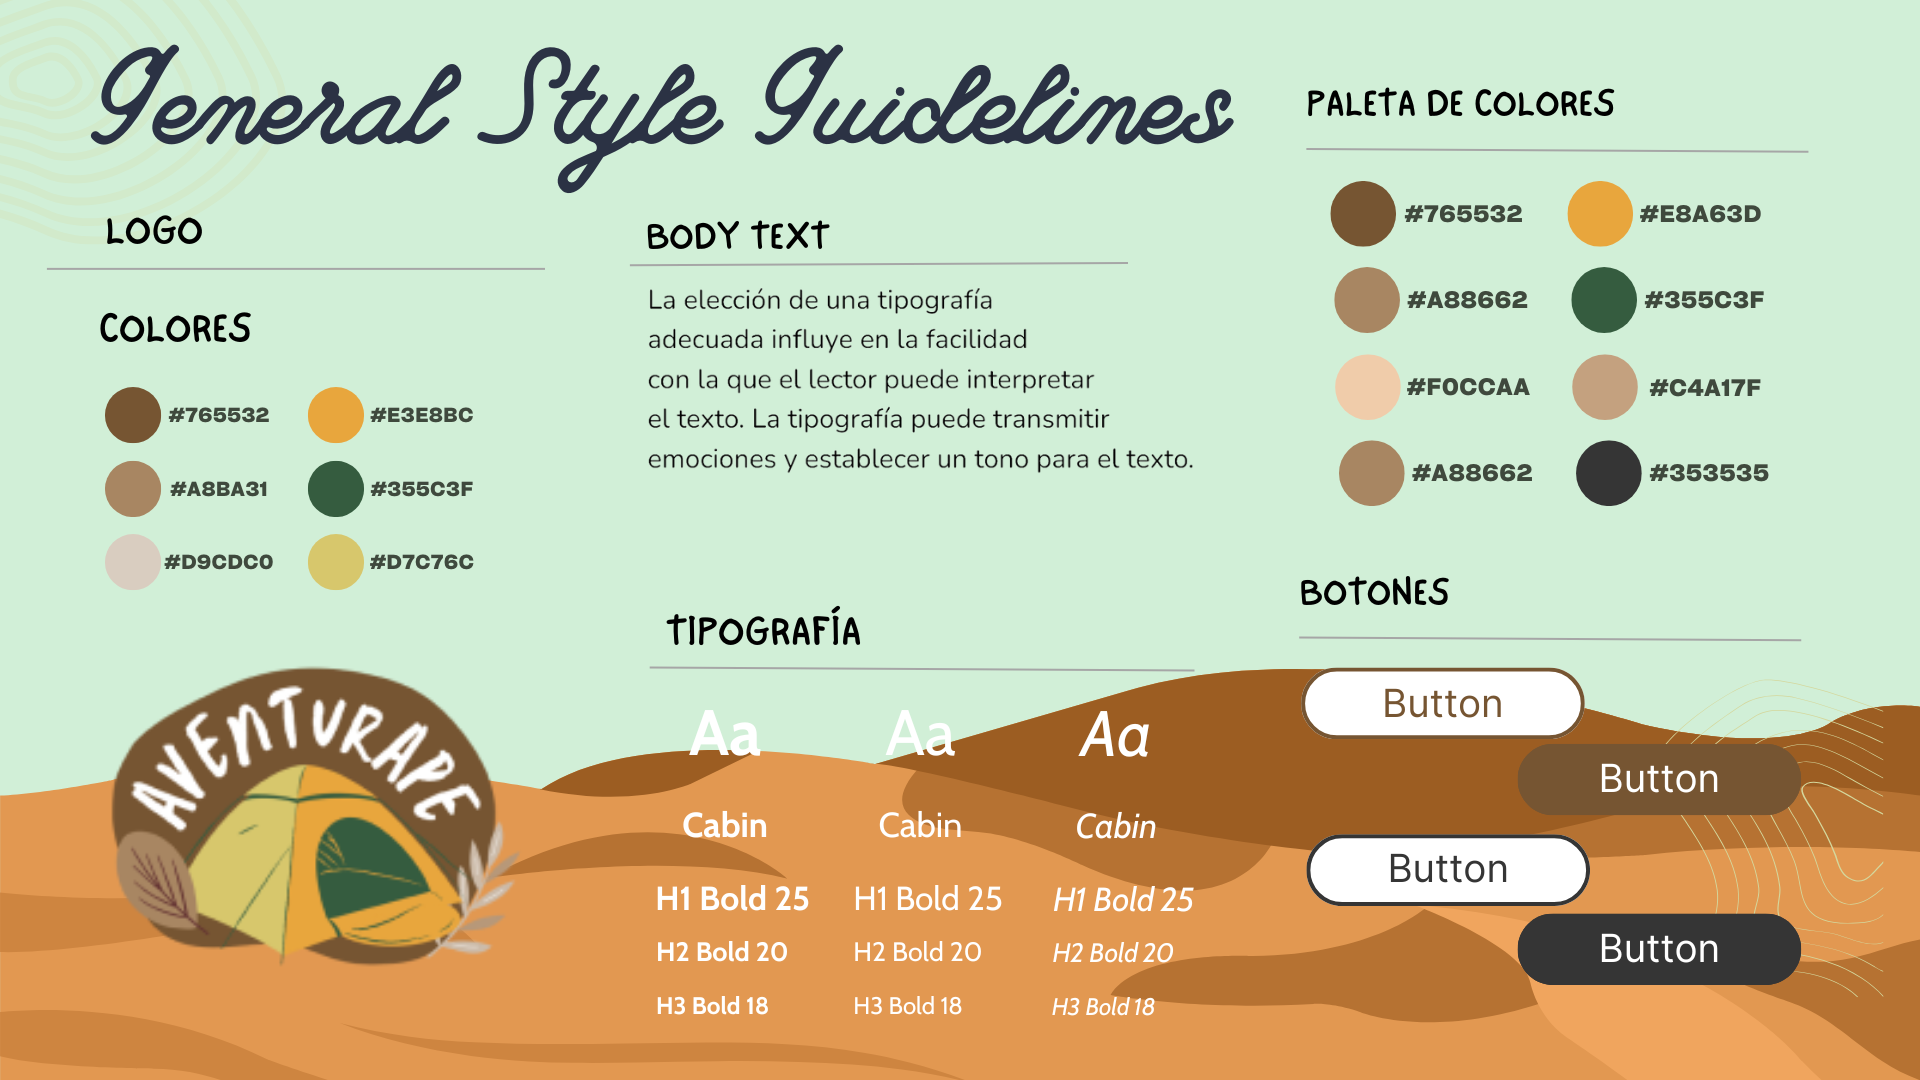 General Style Guidelines
LOGO
COLORES
#765532 #E3E8BC
#A8BA31 #355C3F
#D9CDC0 #D7C76C
AVENTURAPE
BODY TEXT
La elección de una tipografía
adecuada influye en la facilidad
con la que el lector puede interpretar
el texto. La tipografía puede transmitir
emociones y establecer un tono para el texto.
TIPOGRAFÍA
Aa Aa Aa
Cabin Cabin Cabin
H1 Bold 25 H1 Bold 25 H1 Bold 25
H2 Bold 20 H2 Bold 20 H2 Bold 20
H3 Bold 18 H3 Bold 18 H3 Bold 18
PALETA DE COLORES
#765532 #E8A63D
#A88662 #355C3F
#F0CCAA #C4A17F
#A88662 #353535
BOTONES
Button
Button
Button
Button